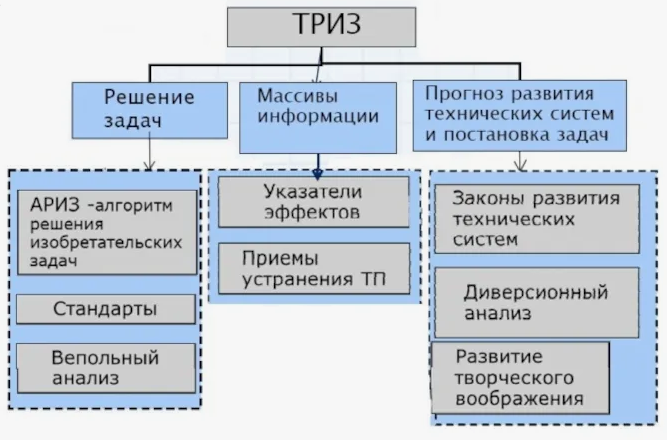 ТРИЗ
Решение
задач
Массивы
информации
Прогноз развития
технических систем
и постановка задач
АРИЗ -алгоритм
решения
изобретательских
задач
Стандарты
Вепольный
анализ
Указатели
эффектов
Приемы
устранения ТП
Законы развития
технических
систем
Диверсионный
анализ
Развитие
творческого
воображения